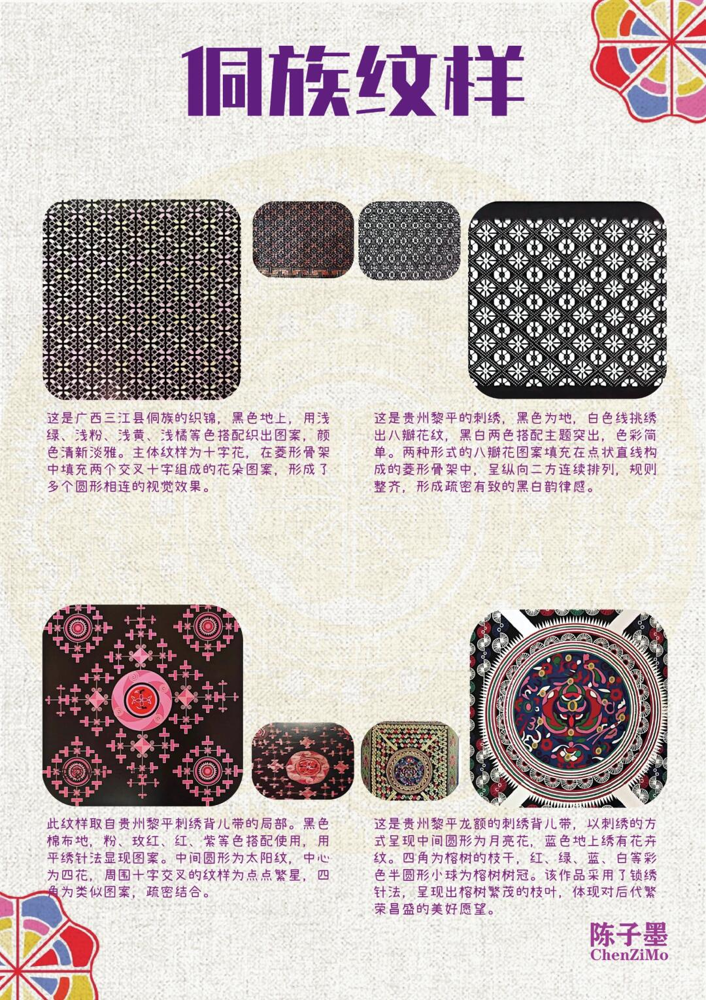 侗族纹样
这是广西三江县侗族的织锦，黑色地上，用浅
绿、浅粉、浅黄、浅橘等色搭配织出图案，颜
色清新淡雅。主体纹样为十字花，在菱形骨架
中填充两个交叉十字组成的花朵图案，形成了
多个圆形相连的视觉效果。
这是贵州黎平的刺绣，黑色为地，白色线挑绣
出八瓣花纹，黑白两色搭配主题突出，色彩简
单。两种形式的八瓣花图案填充在点状直线构
成的菱形骨架中，呈纵向二方连续排列，规则
整齐，形成疏密有致的黑白韵律感。
此纹样取自贵州黎平刺绣背儿带的局部。黑色
棉布地，粉、玫红、红、紫等色搭配使用，用
平绣针法显现图案。中间圆形为太阳纹，中心
为四花，周围十字交叉的纹样为点点繁星，四
角为类似图案，疏密结合。
这是贵州黎平龙额的刺绣背儿带，以刺绣的方
式呈现中间圆形为月亮花，蓝色地上绣有花卉
纹。四角为榕树的枝干，红、绿、蓝、白等彩
色半圆形小球为榕树树冠。该作品采用了锁绣
针法，呈现出榕树繁茂的枝叶，体现对后代繁
荣昌盛的美好愿望。
陈子墨
ChenZiMo